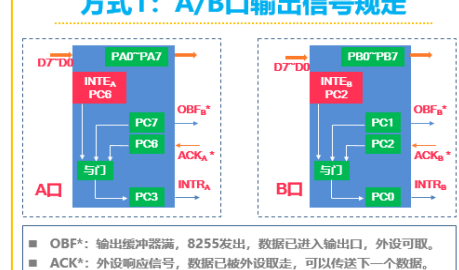 方式1：A/B口输出信号规定
D7~D0
PA0~PA7
INTEA
PC6
PC7
OBFB*
PC6
ACKA *
与门
A口
PC3
INTRA
D7~D0
PB0~PB7
INTEB
PC2
PC1
OBFB*
PC2
ACKB *
与门
B口
PC0
INTRB
■ OBF*：输出缓冲器满，8255发出，数据已进入输出口，外设可取。
■ ACK*：外设响应信号，数据已被外设取走，可以传送下一个数据。